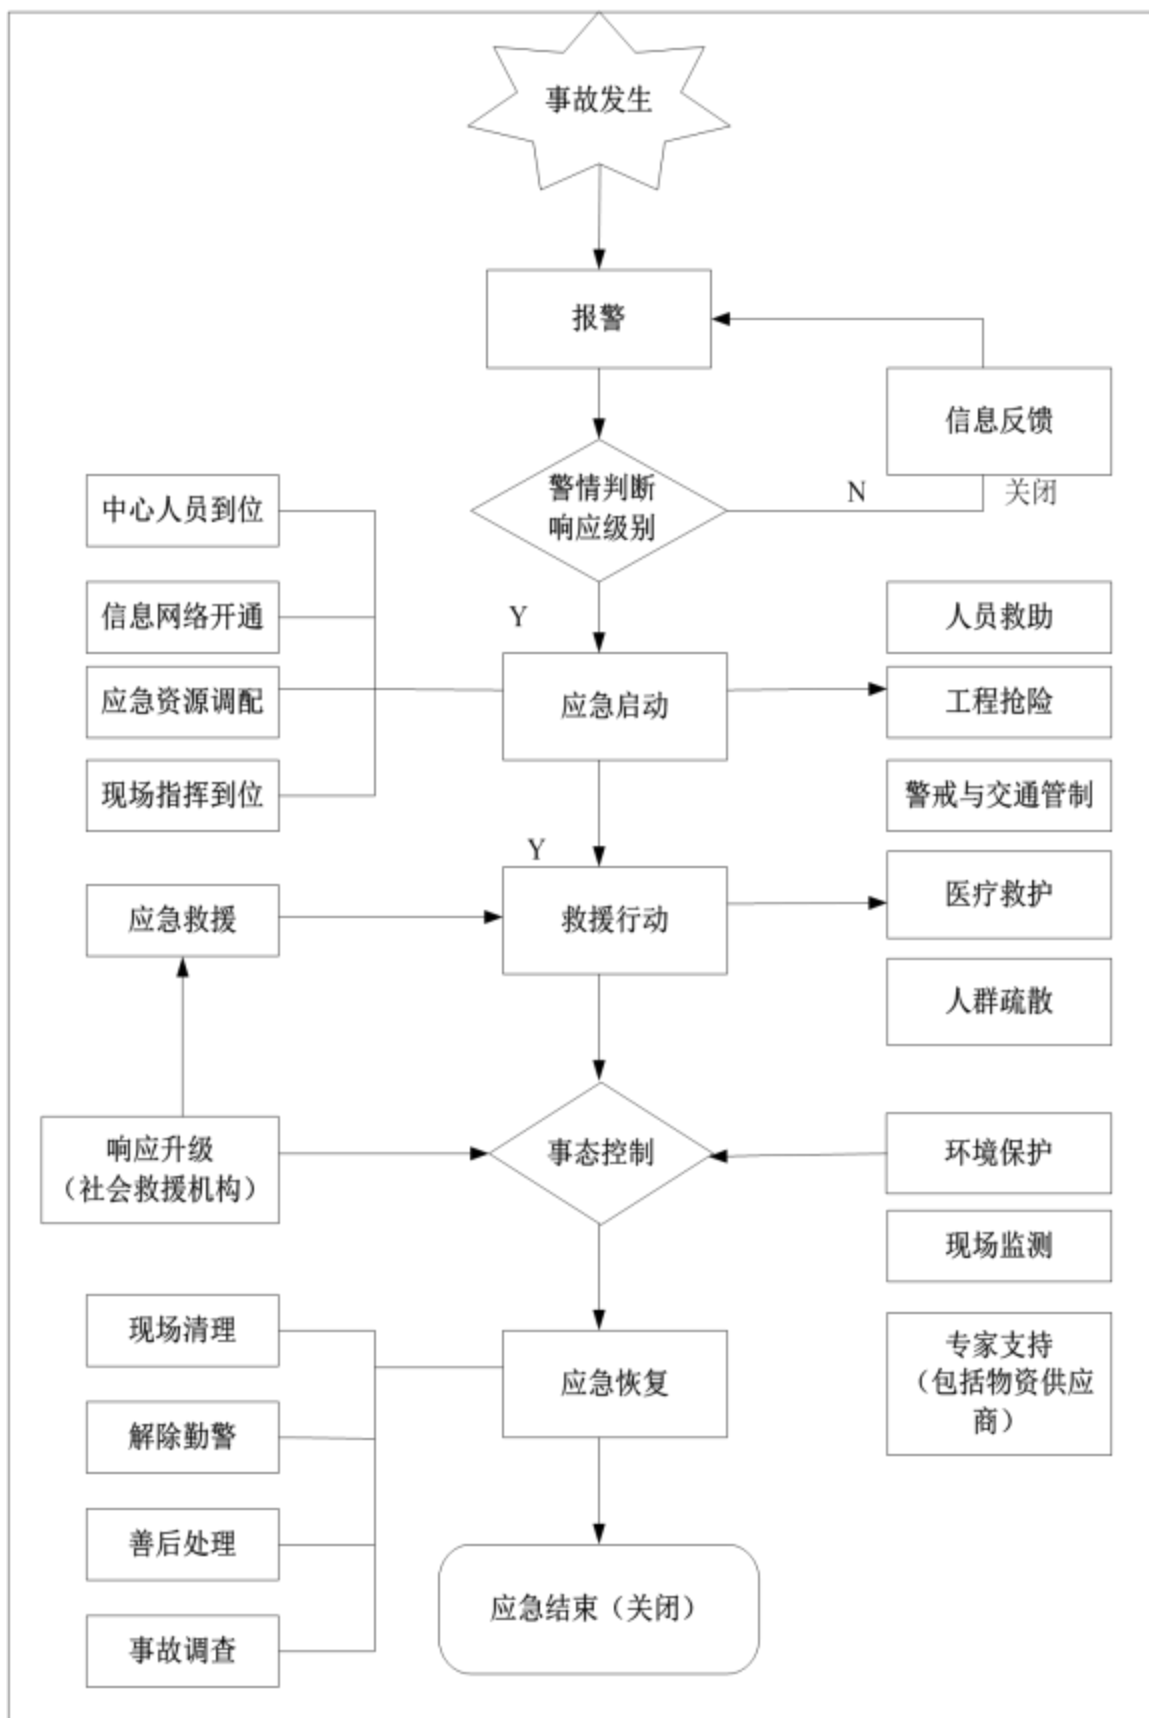 事故发生
报警
信息反馈
警情判断
响应级别
N
关闭
中心人员到位
信息网络开通
应急资源调配
现场指挥到位
Y
应急启动
人员救助
工程抢险
警戒与交通管制
Y
应急救援
救援行动
医疗救护
人群疏散
响应升级
（社会救援机构）
事态控制
环境保护
现场监测
专家支持
（包括物资供应
商）
现场清理
解除勤警
善后处理
事故调查
应急恢复
应急结束（关闭）